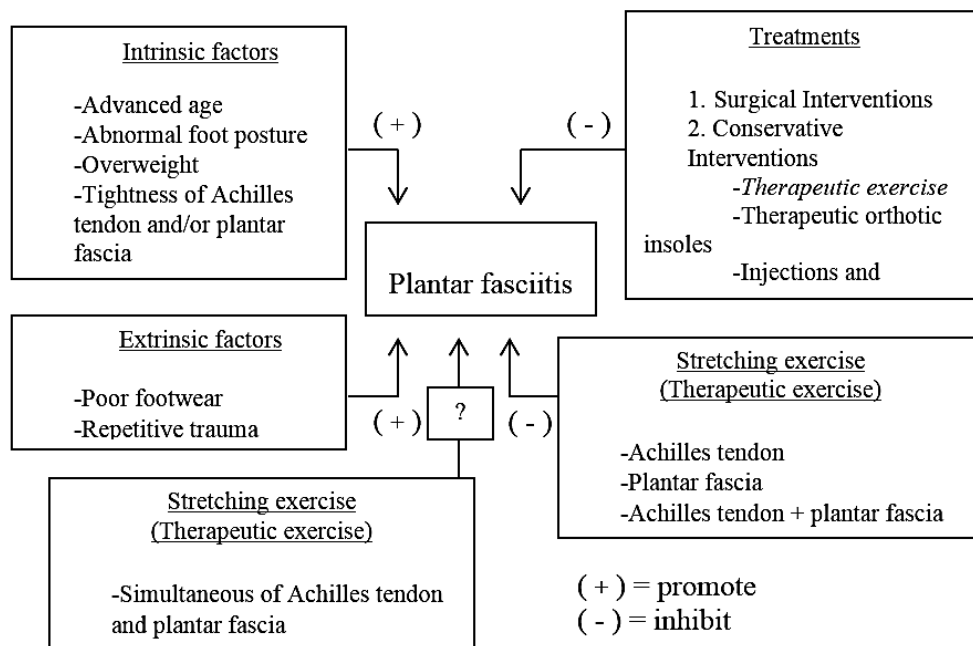 Intrinsic factors
-Advanced age
-Abnormal foot posture
-Overweight
-Tightness of Achilles
tendon and/or plantar
fascia
( + )
( - )
Treatments
1. Surgical Interventions
2. Conservative
Interventions
-Therapeutic exercise
-Therapeutic orthotic
insoles
-Injections and
Plantar fasciitis
Extrinsic factors
-Poor footwear
-Repetitive trauma
( + )
?
( - )
Stretching exercise
(Therapeutic exercise)
-Achilles tendon
-Plantar fascia
-Achilles tendon + plantar fascia
Stretching exercise
(Therapeutic exercise)
-Simultaneous of Achilles tendon
and plantar fascia
( + ) = promote
( - ) = inhibit